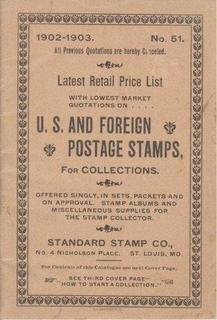 1902-1903. No. 51.
All Previous Quotations are hereby Canceled.
Latest Retail Price List
WITH LOWEST MARKET
QUOTATIONS ON . . . .
U. S. AND FOREIGN
POSTAGE STAMPS,
FOR COLLECTIONS.
OFFERED SINGLY, IN SETS, PACKETS AND
ON APPROVAL. STAMP ALBUMS AND
MISCELLANEOUS SUPPLIES FOR
THE STAMP COLLECTOR.
STANDARD STAMP CO.,
No. 4 NICHOLSON PLACE. ST. LOUIS, MO.
For Contents of this Catalogue see next Cover Page.
SEE THIRD COVER PAGE—
"HOW TO START A COLLECTION."